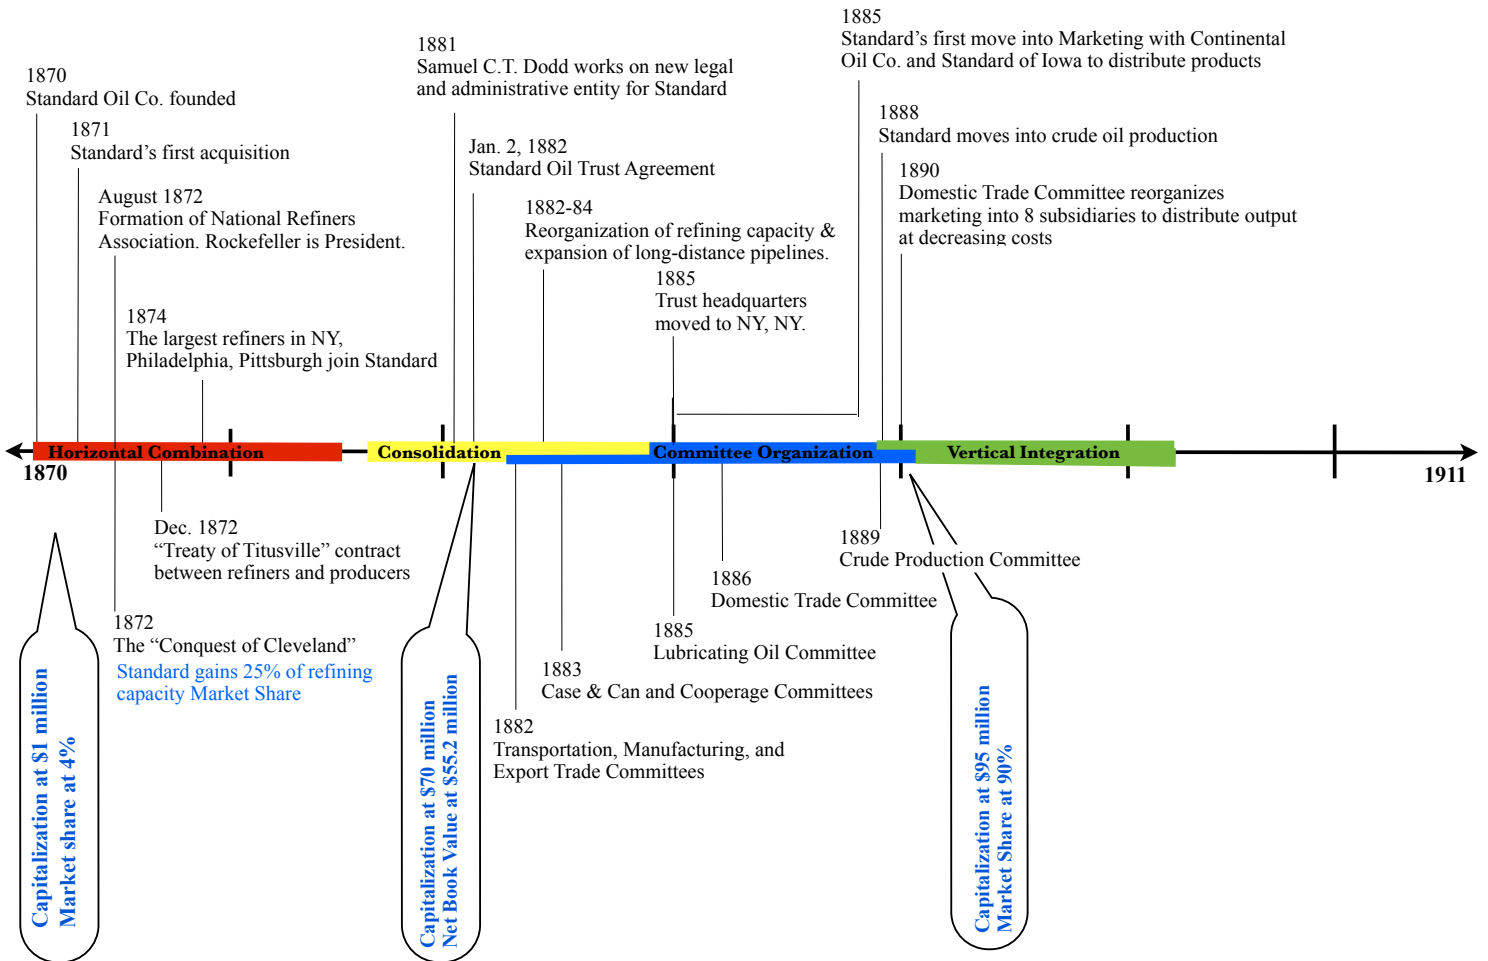 1870
Standard Oil Co. founded
1871
Standard’s first acquisition
August 1872
Formation of National Refiners
Association. Rockefeller is President.
1874
The largest refiners in NY,
Philadelphia, Pittsburgh join Standard
1881
Samuel C.T. Dodd works on new legal
and administrative entity for Standard
Jan. 2, 1882
Standard Oil Trust Agreement
1882-84
Reorganization of refining capacity &
expansion of long-distance pipelines.
1885
Trust headquarters
moved to NY, NY.
1885
Standard’s first move into Marketing with Continental
Oil Co. and Standard of Iowa to distribute products
1888
Standard moves into crude oil production
1890
Domestic Trade Committee reorganizes
marketing into 8 subsidiaries to distribute output
at decreasing costs
Horizontal Combination
Consolidation
Committee Organization
Vertical Integration
1870
1911
Dec. 1872
“Treaty of Titusville” contract
between refiners and producers
1872
The “Conquest of Cleveland”
Standard gains 25% of refining
capacity Market Share
1882
Transportation, Manufacturing, and
Export Trade Committees
1883
Case & Can and Cooperage Committees
1885
Lubricating Oil Committee
1886
Domestic Trade Committee
1889
Crude Production Committee
Capitalization at $1 million
Market share at 4%
Capitalization at $70 million
Net Book Value at $55.2 million
Capitalization at $95 million
Market Share at 90%